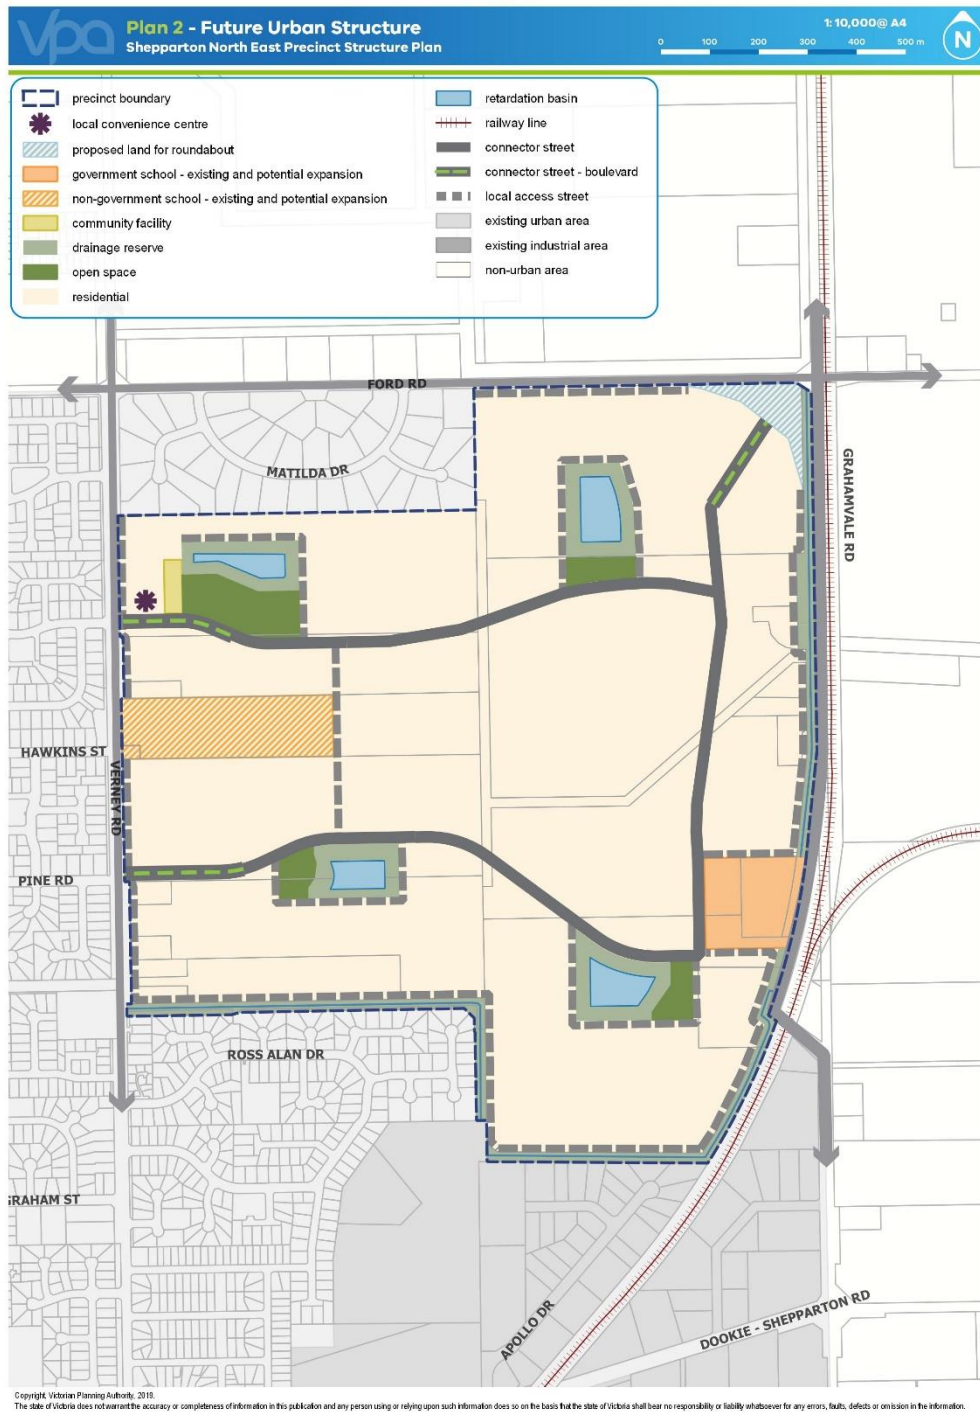 vpa
Plan 2 - Future Urban Structure
Shepparton North East Precinct Structure Plan
1: 10,000@ A4
0 100 200 300 400 500 m
N
precinct boundary
local convenience centre
proposed land for roundabout
government school - existing and potential expansion
non-government school - existing and potential expansion
community facility
drainage reserve
open space
residential
retardation basin
railway line
connector street
connector street - boulevard
local access street
existing urban area
existing industrial area
non-urban area
FORD RD
MATILDA DR
GRAHAMVALE RD
HAWKINS ST
VERNEY RD
PINE RD
ROSS ALAN DR
GRAHAM ST
APOLLO DR
DOOKIE - SHEPPARTON RD
Copyright, Victorian Planning Authority, 2019.
The state of Victoria does not warrant the accuracy or completeness of information in this publication and any person using or relying upon such information does so on the basis that the state of Victoria shall bear no responsibility or liability whatsoever for any errors, faults, defects or omission in the information.